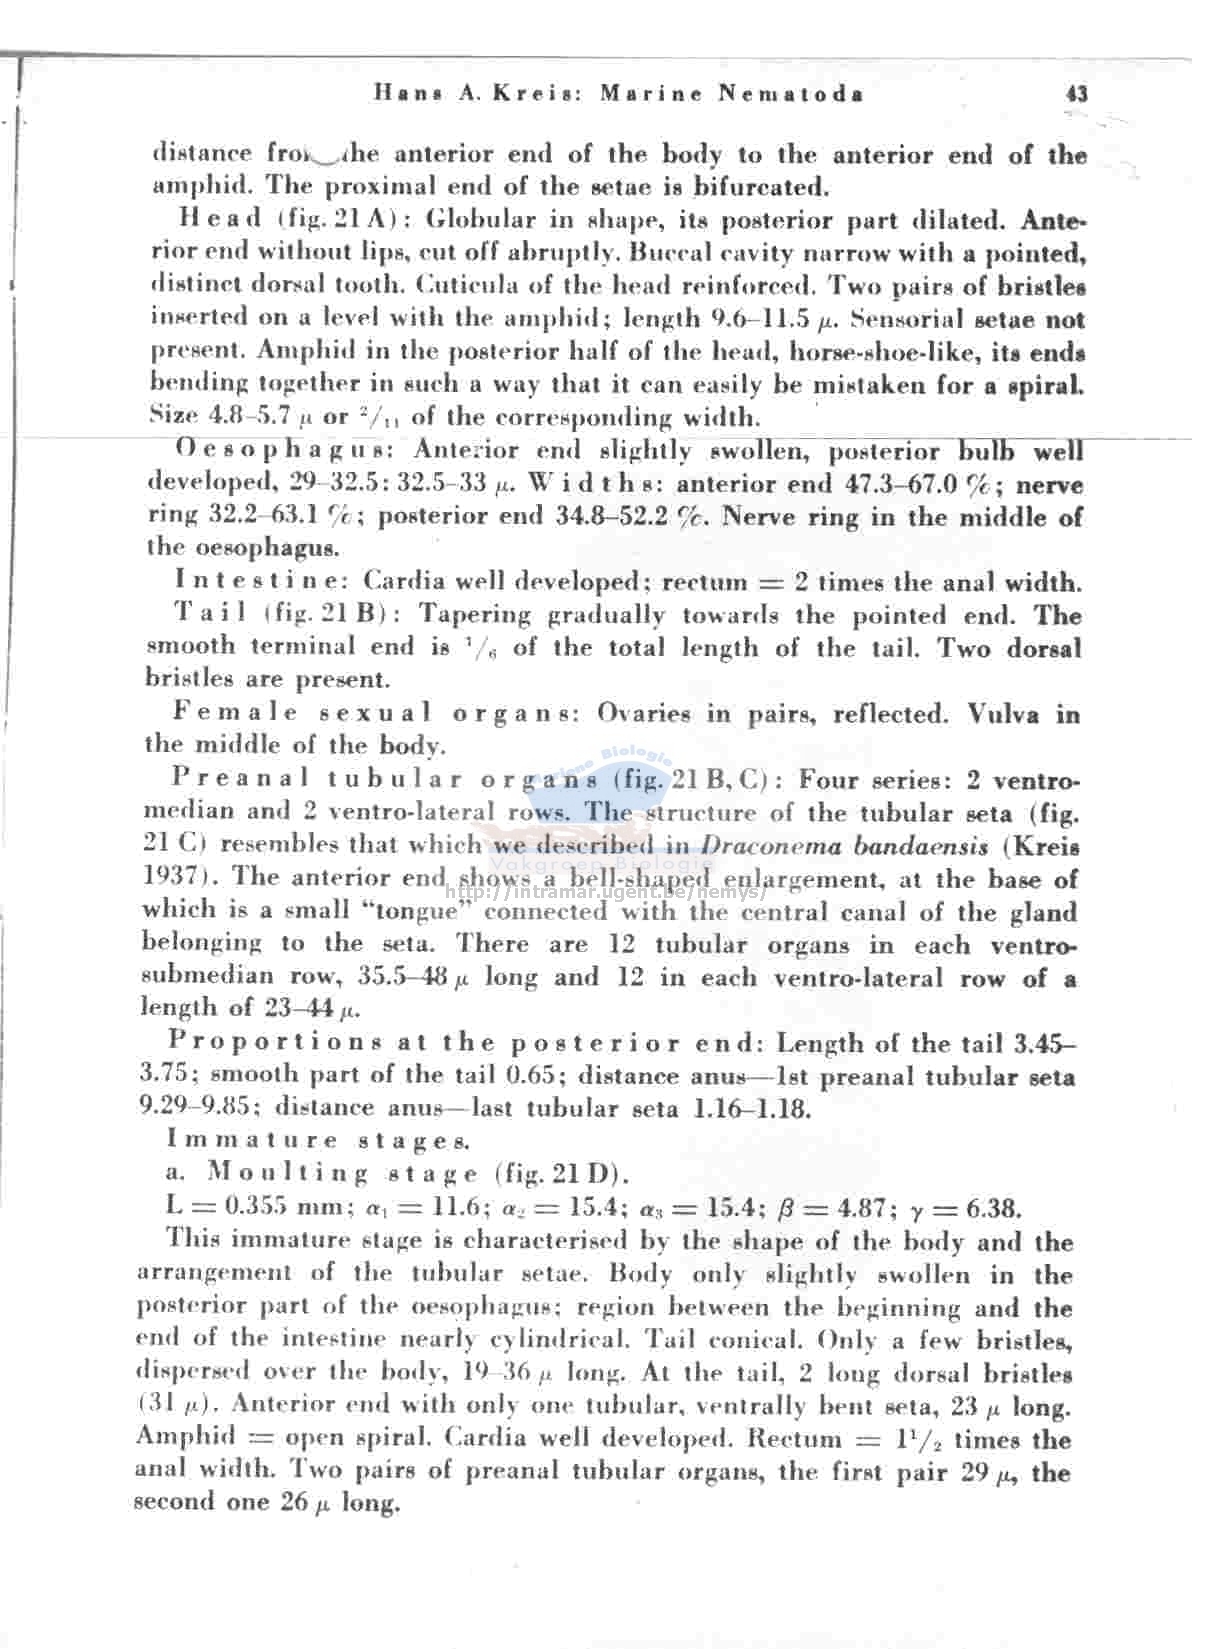 Hans A. Kreis: Marine Nematoda 43
distance from the anterior end of the body to the anterior end of the
amphid. The proximal end of the setae is bifurcated.
Head (fig. 21 A): Globular in shape, its posterior part dilated. Ante-
rior end without lips, cut off abruptly. Buccal cavity narrow with a pointed,
distinct dorsal tooth. Cuticula of the head reinforced. Two pairs of bristles
inserted on a level with the amphid; length 9.6–11.5 μ. Sensorial setae not
present. Amphid in the posterior half of the head, horse-shoe-like, its ends
bending together in such a way that it can easily be mistaken for a spiral.
Size 4.8–5.7 μ or 2/11 of the corresponding width.
Oesophagus: Anterior end slightly swollen, posterior bulb well
developed, 29–32.5: 32.5–33 μ. Widths: anterior end 47.3–67.0 %; nerve
ring 32.2–63.1 %; posterior end 34.8–52.2 %. Nerve ring in the middle of
the oesophagus.
Intestine: Cardia well developed; rectum = 2 times the anal width.
Tail (fig. 21 B): Tapering gradually towards the pointed end. The
smooth terminal end is 1/6 of the total length of the tail. Two dorsal
bristles are present.
Female sexual organs: Ovaries in pairs, reflected. Vulva in
the middle of the body.
Preanal tubular organs (fig. 21 B, C): Four series: 2 ventro-
median and 2 ventro-lateral rows. The structure of the tubular seta (fig.
21 C) resembles that which we described in Draconema bandaensis (Kreis
1937). The anterior end shows a bell-shaped enlargement, at the base of
which is a small “tongue” connected with the central canal of the gland
belonging to the seta. There are 12 tubular organs in each ventro-
submedian row, 35.5–48 μ long and 12 in each ventro-lateral row of a
length of 23–44 μ.
Proportions at the posterior end: Length of the tail 3.45–
3.75; smooth part of the tail 0.65; distance anus—1st preanal tubular seta
9.29–9.85; distance anus—last tubular seta 1.16–1.18.
Immature stages.
a. Moulting stage (fig. 21 D).
L = 0.355 mm; α1 = 11.6; α2 = 15.4; α3 = 15.4; β = 4.87; γ = 6.38.
This immature stage is characterised by the shape of the body and the
arrangement of the tubular setae. Body only slightly swollen in the
posterior part of the oesophagus; region between the beginning and the
end of the intestine nearly cylindrical. Tail conical. Only a few bristles,
dispersed over the body, 19–36 μ long. At the tail, 2 long dorsal bristles
(31 μ). Anterior end with only one tubular, ventrally bent seta, 23 μ long.
Amphid = open spiral. Cardia well developed. Rectum = 1 1/2 times the
anal width. Two pairs of preanal tubular organs, the first pair 29 μ, the
second one 26 μ long.
Mariene Biologie
Vakgroep Biologie
http://intramar.ugent.be/nemys/